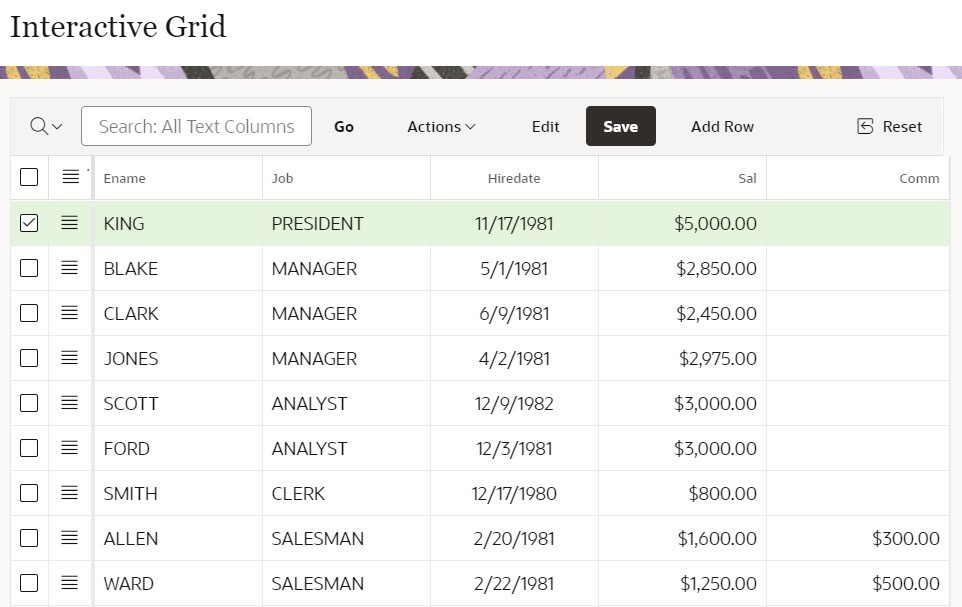 Interactive Grid
Search: All Text Columns Go Actions Edit Save Add Row Reset
Ename Job Hiredate Sal Comm
KING PRESIDENT 11/17/1981 $5,000.00
BLAKE MANAGER 5/1/1981 $2,850.00
CLARK MANAGER 6/9/1981 $2,450.00
JONES MANAGER 4/2/1981 $2,975.00
SCOTT ANALYST 12/9/1982 $3,000.00
FORD ANALYST 12/3/1981 $3,000.00
SMITH CLERK 12/17/1980 $800.00
ALLEN SALESMAN 2/20/1981 $1,600.00 $300.00
WARD SALESMAN 2/22/1981 $1,250.00 $500.00